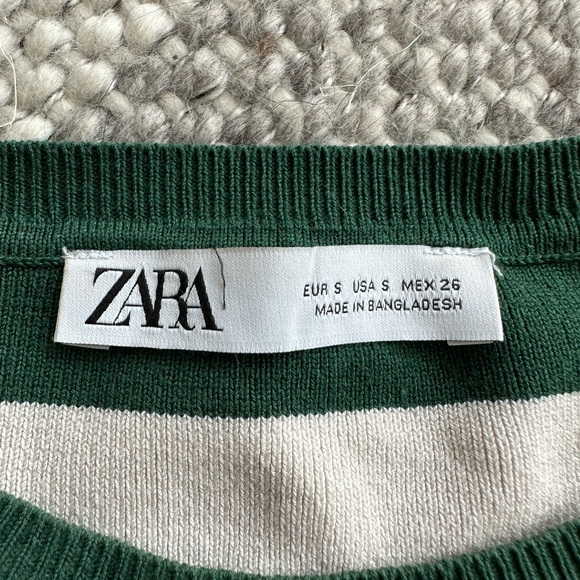 ZARA
EUR S USA S MEX 26
MADE IN BANGLADESH